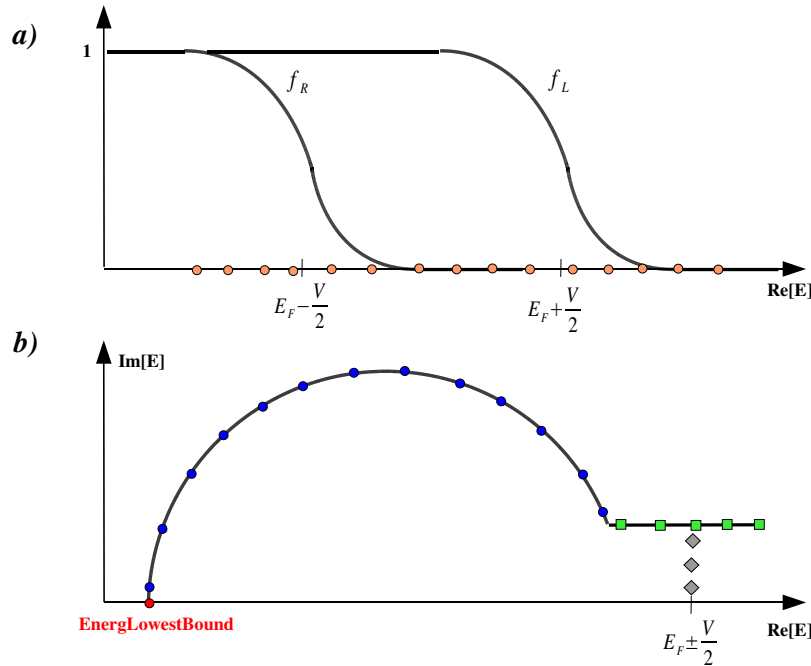 a)
1
f_R
f_L
E_F − V/2
E_F + V/2
Re[E]
b)
Im[E]
EnergLowestBound
E_F ± V/2
Re[E]